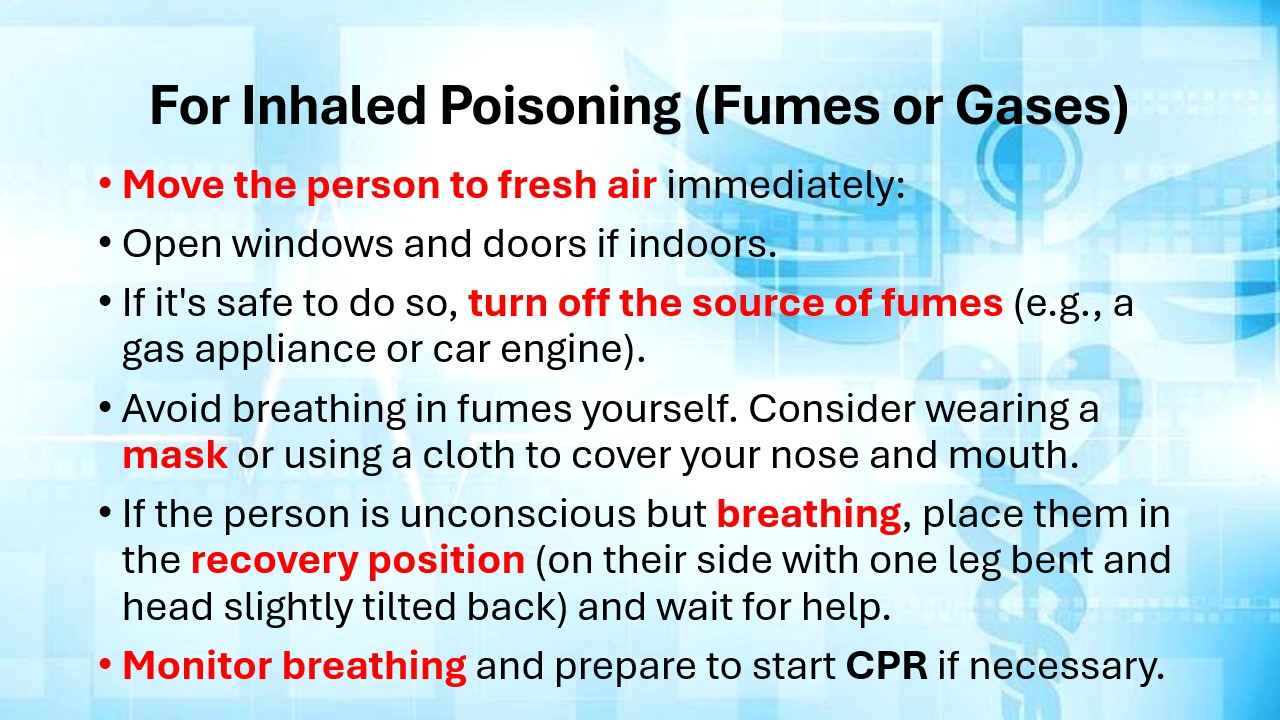 For Inhaled Poisoning (Fumes or Gases)
• Move the person to fresh air immediately:
• Open windows and doors if indoors.
• If it's safe to do so, turn off the source of fumes (e.g., a
gas appliance or car engine).
• Avoid breathing in fumes yourself. Consider wearing a
mask or using a cloth to cover your nose and mouth.
• If the person is unconscious but breathing, place them in
the recovery position (on their side with one leg bent and
head slightly tilted back) and wait for help.
• Monitor breathing and prepare to start CPR if necessary.